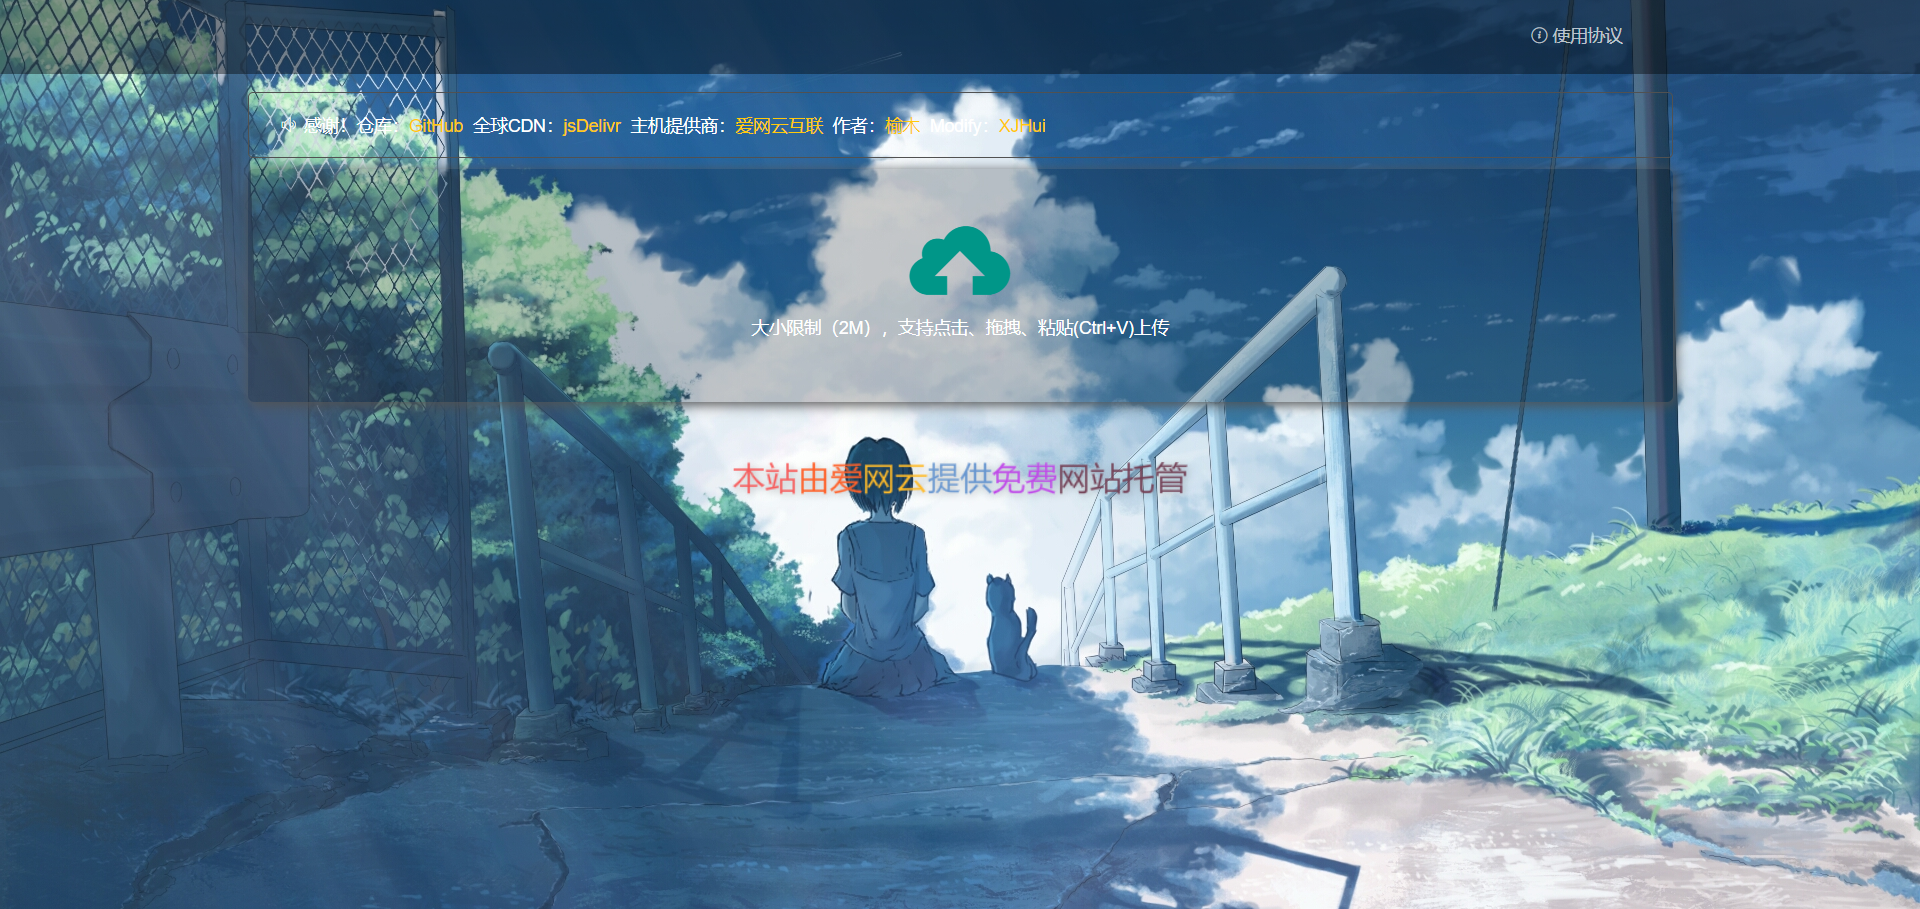 使用协议
感谢！仓库：GitHub 全球CDN：jsDelivr 主机提供商：爱网云互联 作者：榆木 Modify：XJHui
大小限制（2M），支持点击、拖拽、粘贴(Ctrl+V)上传
本站由爱网云提供免费网站托管